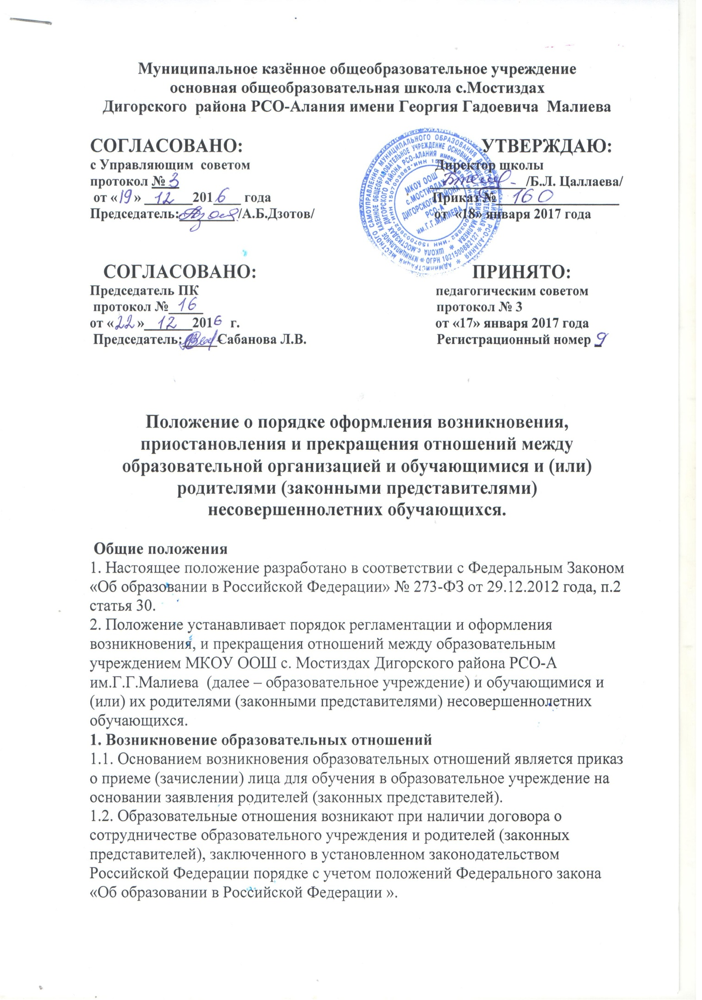 Муниципальное казённое общеобразовательное учреждение
основная общеобразовательная школа с.Мостиздах
Дигорского района РСО-Алания имени Георгия Гадоевича Малиева
СОГЛАСОВАНО:
с Управляющим советом
протокол № 3
от «19» 12 2016 года
Председатель: /А.Б.Дзотов/
УТВЕРЖДАЮ:
Директор школы
/Б.Л. Цаллаева/
Приказ № 160
от «18» января 2017 года
МКОУ ООШ
с.МОСТИЗДАХ
ДИГОРСКОГО РАЙОНА
РСО-А
им.Г.Г.МАЛИЕВА
СОГЛАСОВАНО:
Председатель ПК
протокол № 16
от «22» 12 2016 г.
Председатель: Сабанова Л.В.
ПРИНЯТО:
педагогическим советом
протокол № 3
от «17» января 2017 года
Регистрационный номер 9
Положение о порядке оформления возникновения,
приостановления и прекращения отношений между
образовательной организацией и обучающимися и (или)
родителями (законными представителями)
несовершеннолетних обучающихся.
Общие положения
1. Настоящее положение разработано в соответствии с Федеральным Законом
«Об образовании в Российской Федерации» № 273-ФЗ от 29.12.2012 года, п.2
статья 30.
2. Положение устанавливает порядок регламентации и оформления
возникновения, и прекращения отношений между образовательным
учреждением МКОУ ООШ с. Мостиздах Дигорского района РСО-А
им.Г.Г.Малиева (далее – образовательное учреждение) и обучающимися и
(или) их родителями (законными представителями) несовершеннолетних
обучающихся.
1. Возникновение образовательных отношений
1.1. Основанием возникновения образовательных отношений является приказ
о приеме (зачислении) лица для обучения в образовательное учреждение на
основании заявления родителей (законных представителей).
1.2. Образовательные отношения возникают при наличии договора о
сотрудничестве образовательного учреждения и родителей (законных
представителей), заключенного в установленном законодательством
Российской Федерации порядке с учетом положений Федерального закона
«Об образовании в Российской Федерации ».